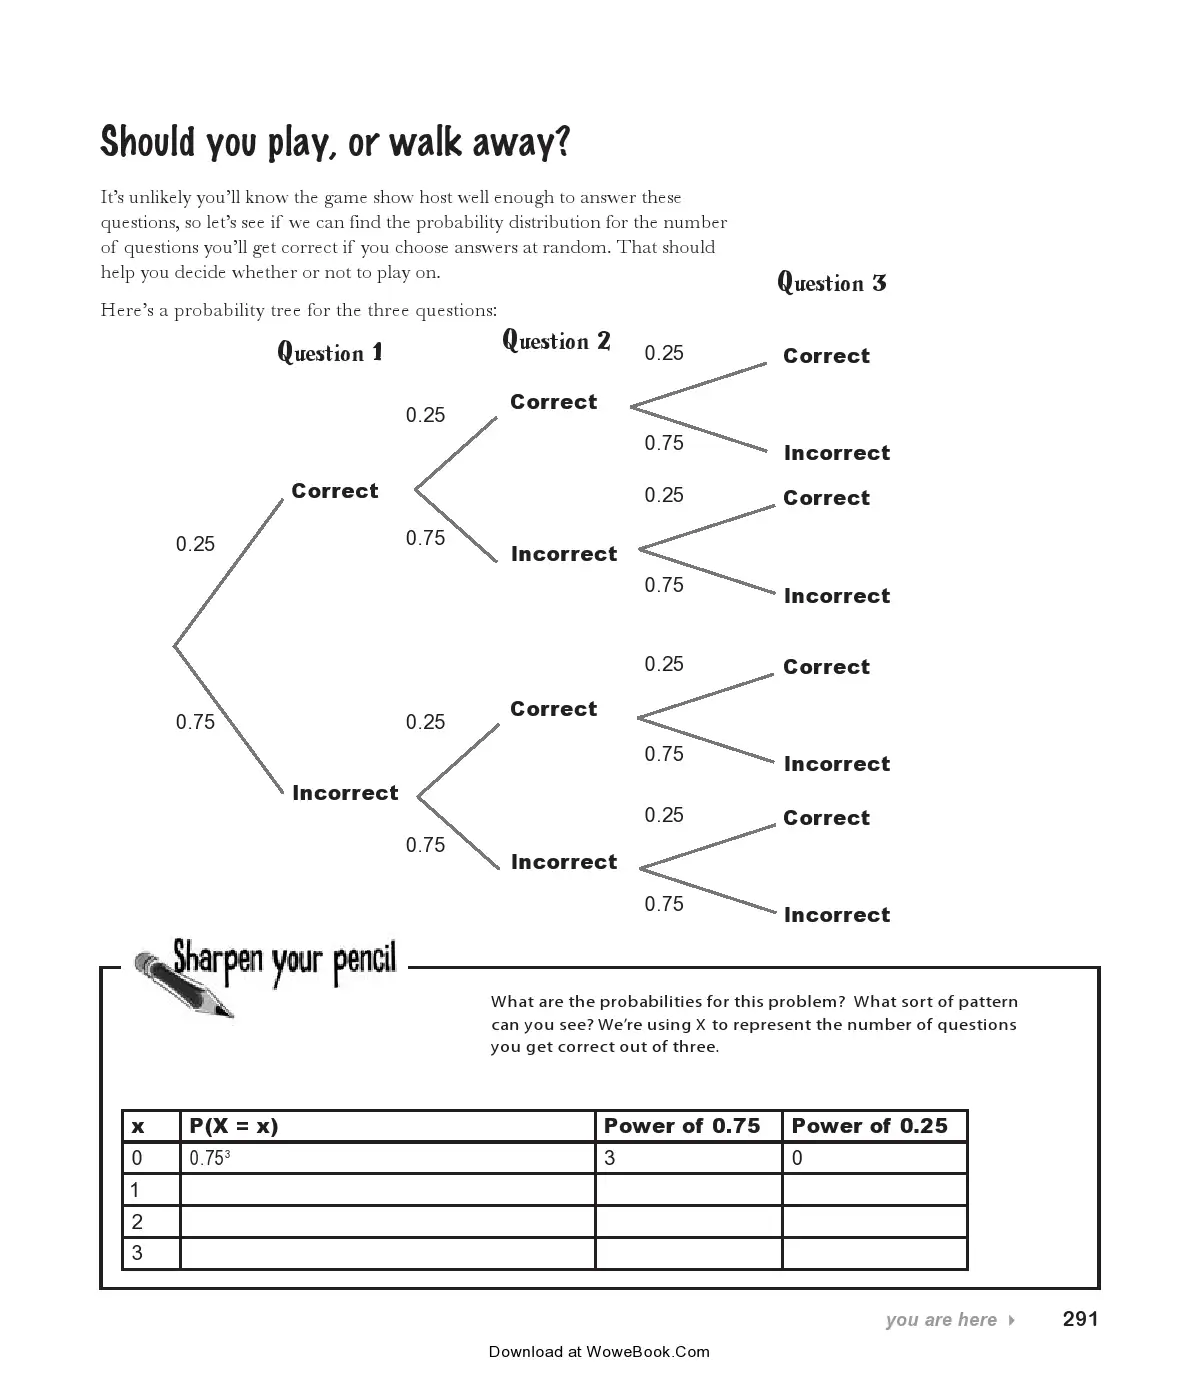 Should you play, or walk away?
It's unlikely you'll know the game show host well enough to answer these
questions, so let's see if we can find the probability distribution for the number
of questions you'll get correct if you choose answers at random. That should
help you decide whether or not to play on.
Here's a probability tree for the three questions:
Question 1
Question 2
Question 3
0.25
Correct
0.25
Correct
0.75
Incorrect
0.25
Correct
0.75
Incorrect
0.25
Correct
0.75
Incorrect
0.75
Incorrect
0.25
Correct
0.25
Correct
0.75
Incorrect
0.75
Incorrect
0.25
Correct
0.75
Incorrect
Sharpen your pencil
What are the probabilities for this problem? What sort of pattern
can you see? We're using X to represent the number of questions
you get correct out of three.
x P(X = x) Power of 0.75 Power of 0.25
0 0.75³ 3 0
1
2
3
you are here ▸ 291
Download at WoweBook.Com